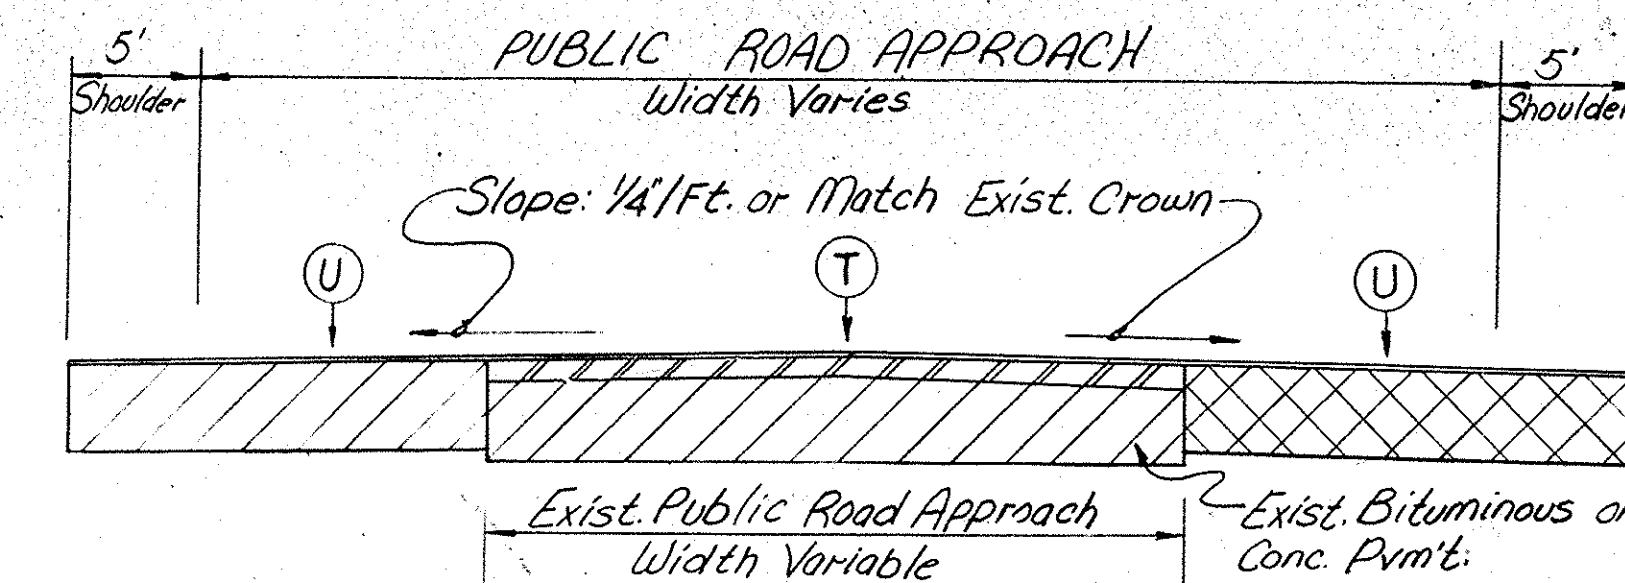 5'
PUBLIC ROAD APPROACH
5'
Shoulder
Width Varies
Shoulder
Slope: 1/4"/Ft. or Match Exist. Crown
U
T
U
Exist. Public Road Approach
Width Variable
Exist. Bituminous or
Conc. Pvm't.